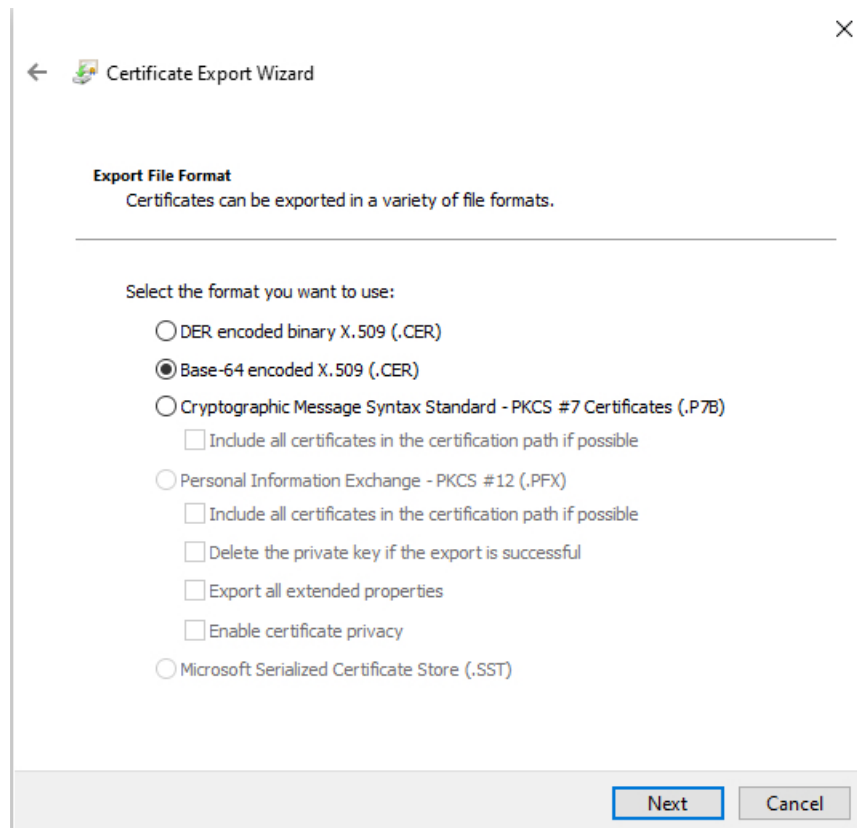 Certificate Export Wizard
Export File Format
Certificates can be exported in a variety of file formats.
Select the format you want to use:
DER encoded binary X.509 (.CER)
Base-64 encoded X.509 (.CER)
Cryptographic Message Syntax Standard - PKCS #7 Certificates (.P7B)
Include all certificates in the certification path if possible
Personal Information Exchange - PKCS #12 (.PFX)
Include all certificates in the certification path if possible
Delete the private key if the export is successful
Export all extended properties
Enable certificate privacy
Microsoft Serialized Certificate Store (.SST)
Next Cancel